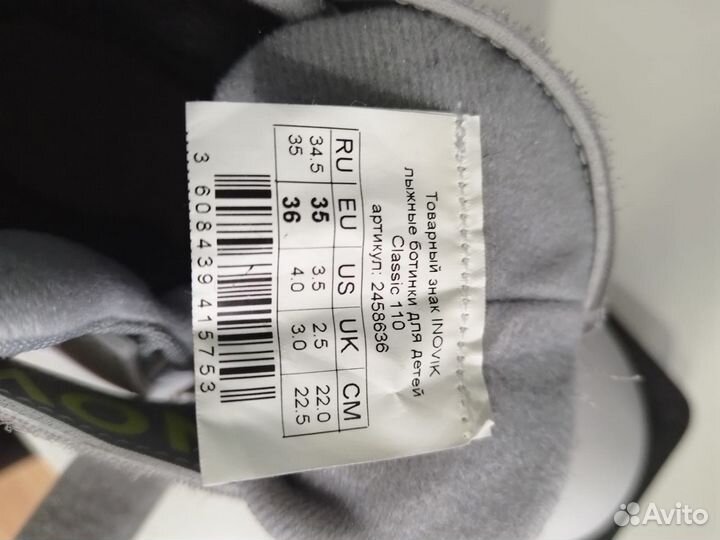 Товарный знак INOVIK
лыжные ботинки для детей
Classic 110
артикул: 2458636
RU EU US UK CM
34.5 35 3.5 2.5 22.0
35 36 4.0 3.0 22.5
3 608439 415753
Avito